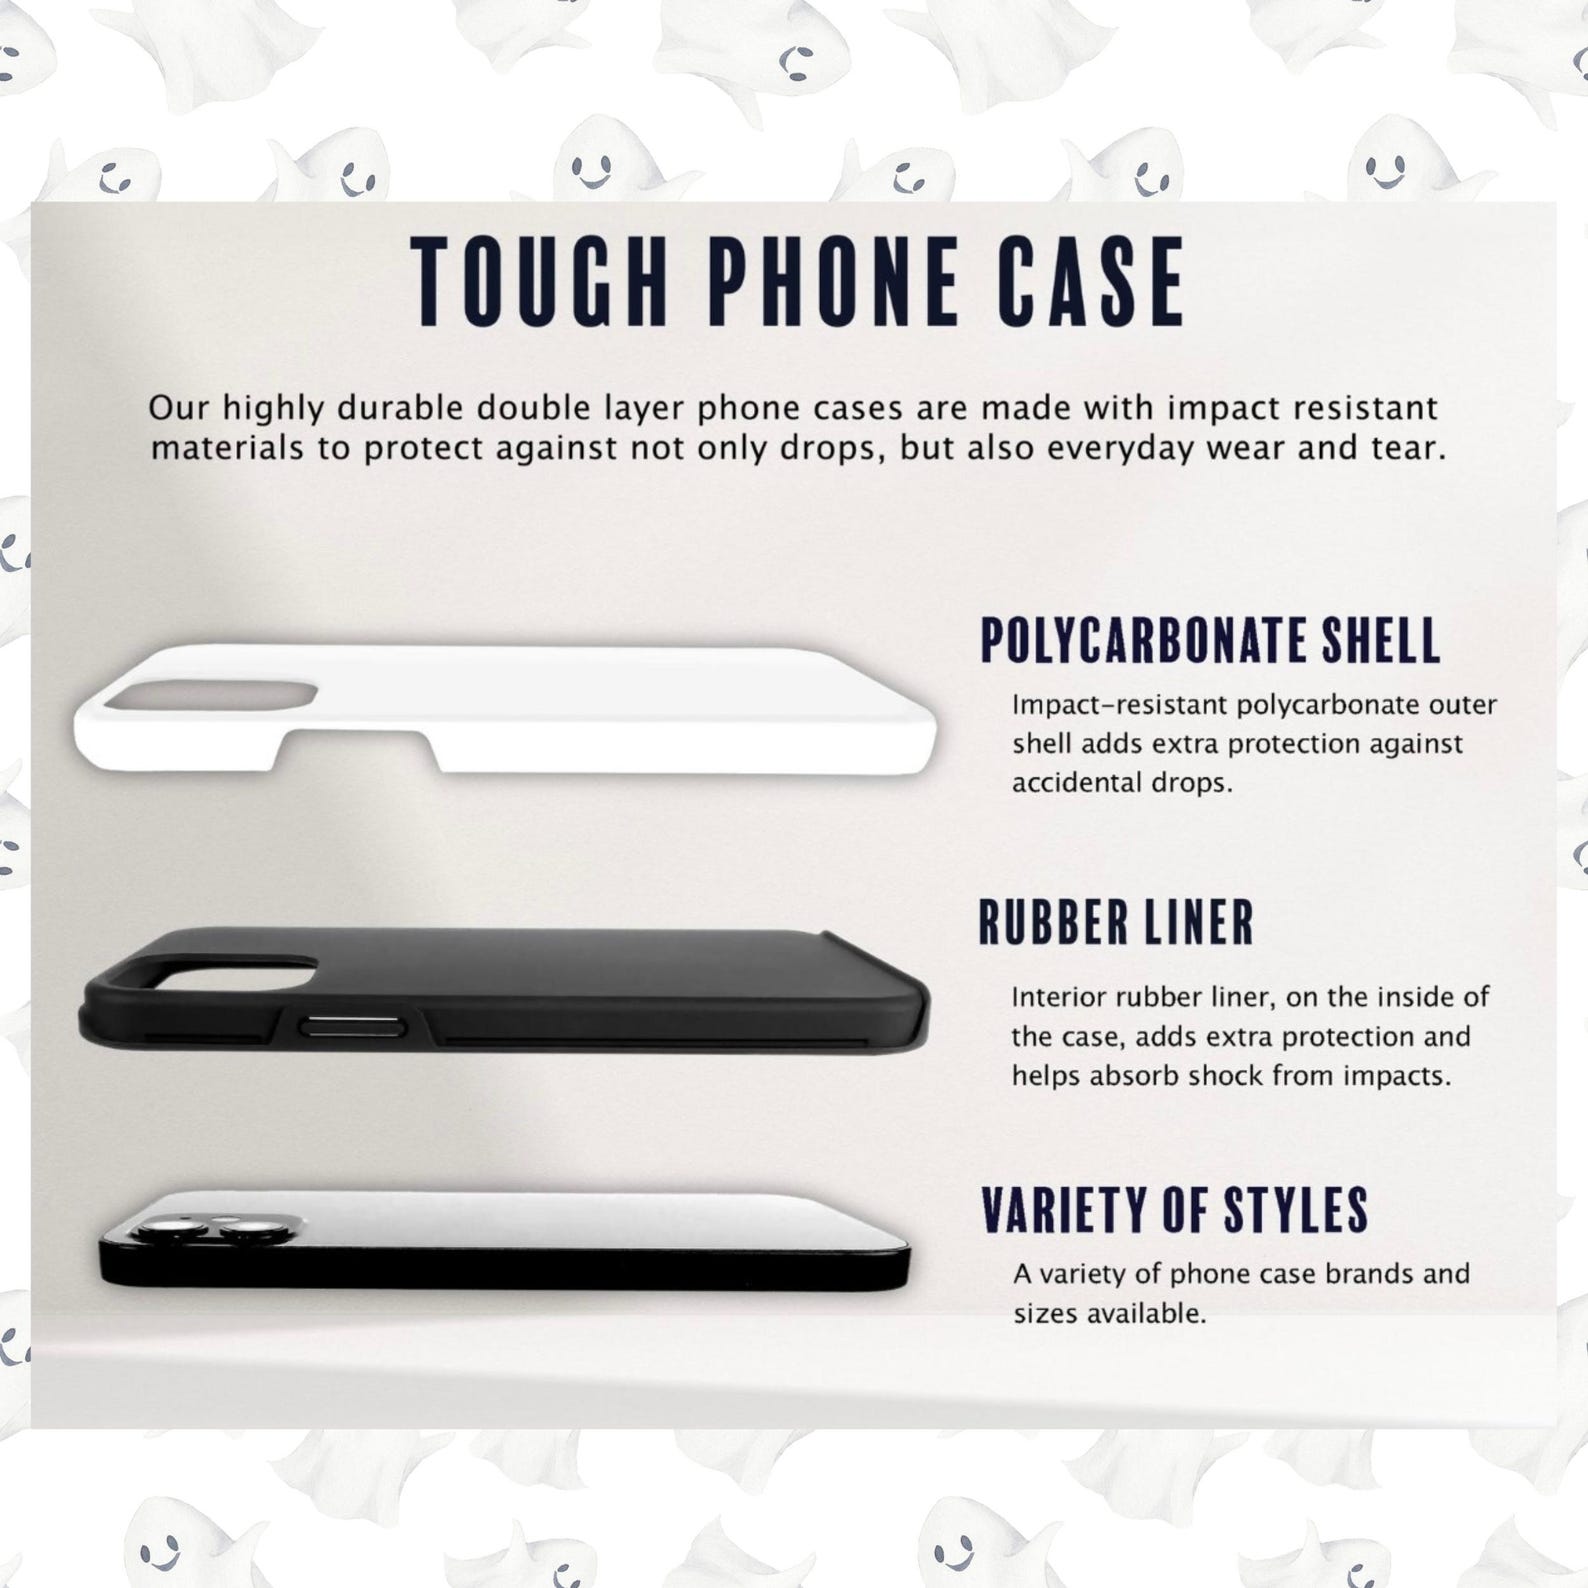 TOUGH PHONE CASE
Our highly durable double layer phone cases are made with impact resistant
materials to protect against not only drops, but also everyday wear and tear.
POLYCARBONATE SHELL
Impact-resistant polycarbonate outer
shell adds extra protection against
accidental drops.
RUBBER LINER
Interior rubber liner, on the inside of
the case, adds extra protection and
helps absorb shock from impacts.
VARIETY OF STYLES
A variety of phone case brands and
sizes available.